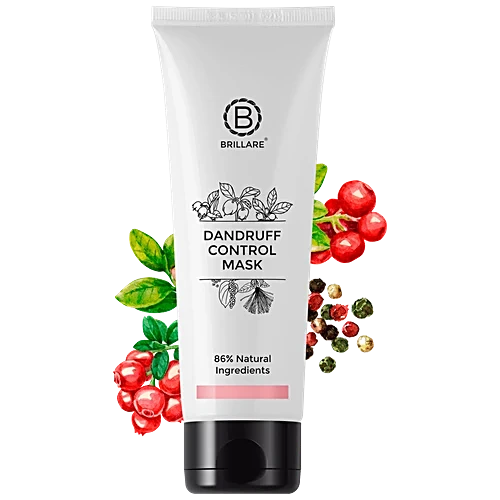 B
BRILLARE®
DANDRUFF
CONTROL
MASK
86% Natural
Ingredients